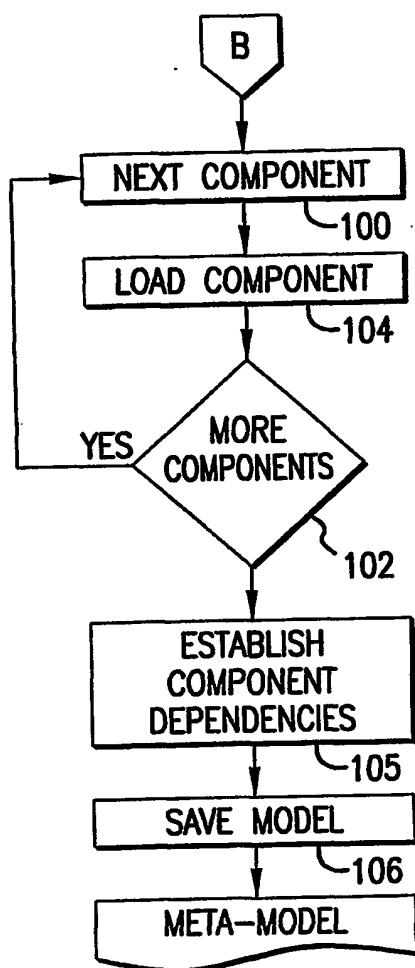 B
NEXT COMPONENT
100
LOAD COMPONENT
104
YES
MORE
COMPONENTS
102
ESTABLISH
COMPONENT
DEPENDENCIES
105
SAVE MODEL
106
META-MODEL